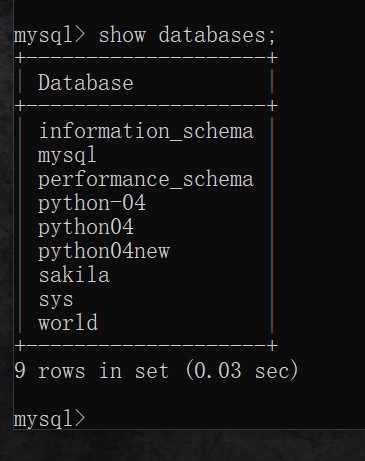 mysql> show databases;
+--------------------+
| Database           |
+--------------------+
| information_schema |
| mysql              |
| performance_schema |
| python-04          |
| python04           |
| python04new        |
| sakila             |
| sys                |
| world              |
+--------------------+
9 rows in set (0.03 sec)
mysql>